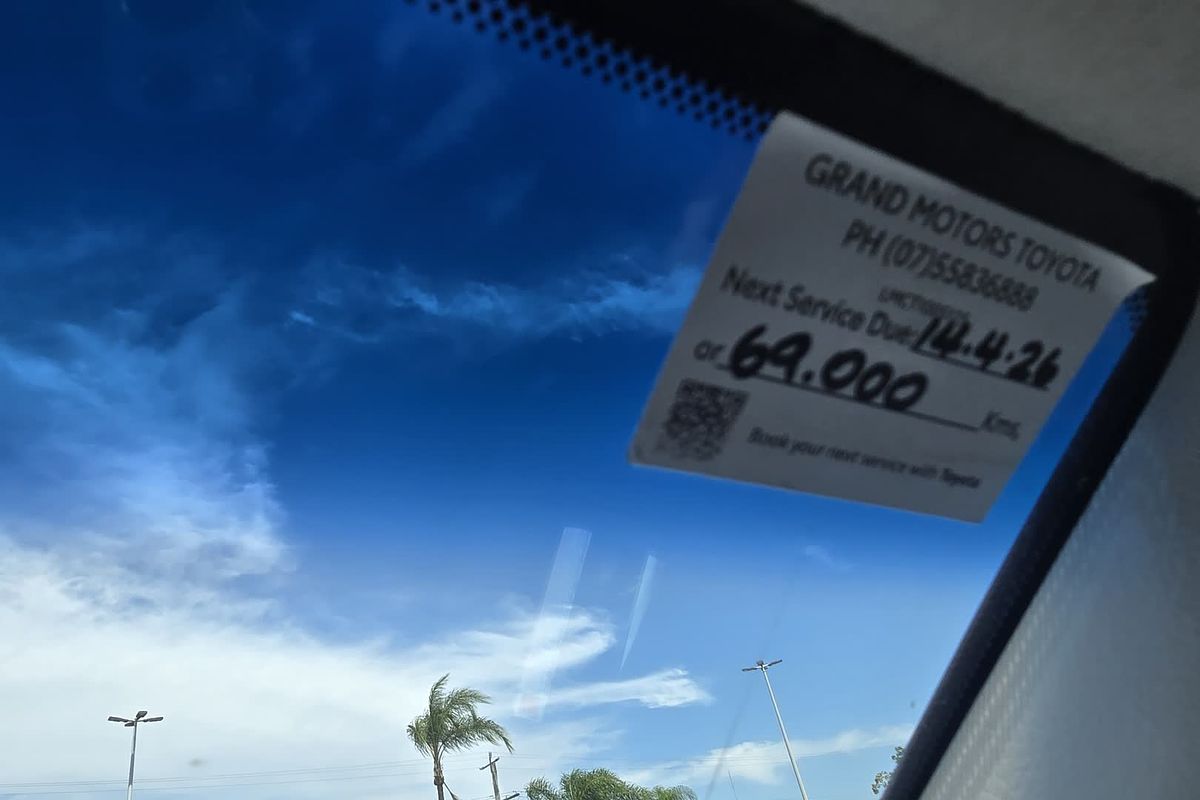 GRAND MOTORS TOYOTA
PH (07)55836888
Next Service Due 14.4.26
or 69.000 Kms
Book your next service with Toyota